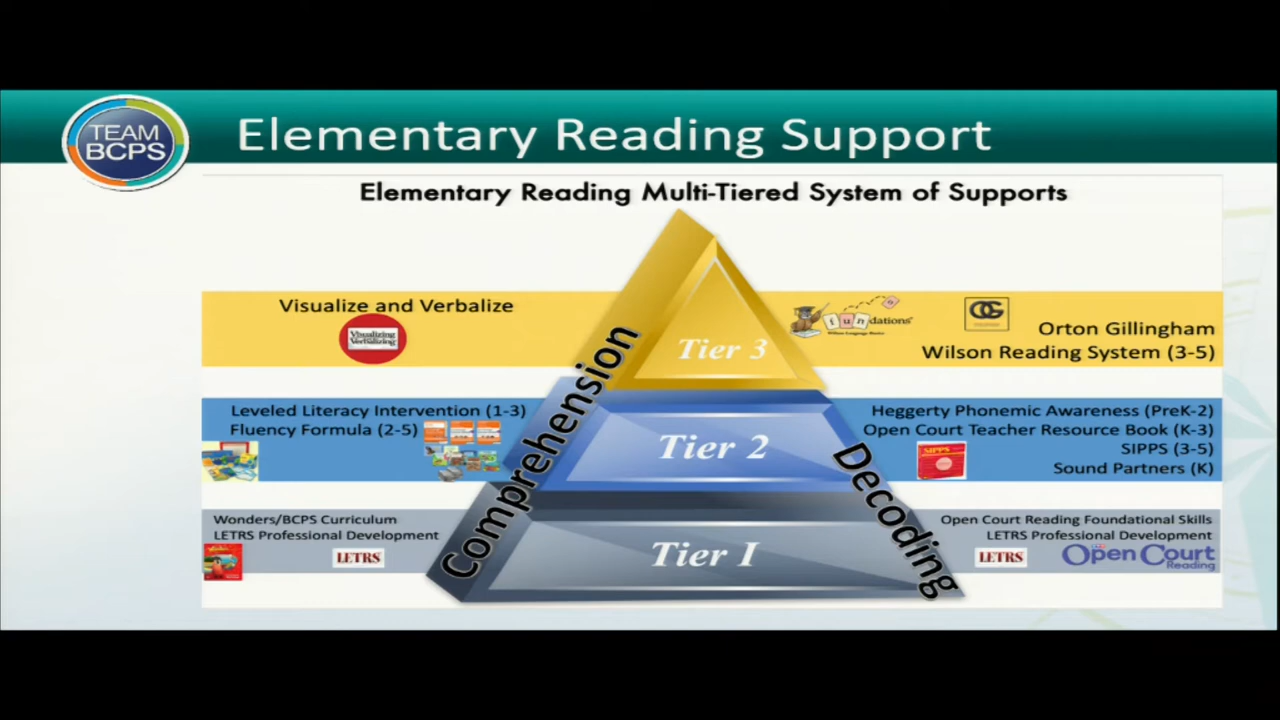 TEAM
BCPS
Elementary Reading Support
Elementary Reading Multi-Tiered System of Supports
Visualize and Verbalize
Visualizing
Verbalizing
Tier 3
fundations
Wilson Language Basics
OG
Orton Gillingham
Wilson Reading System (3-5)
Comprehension
Decoding
Leveled Literacy Intervention (1-3)
Fluency Formula (2-5)
Tier 2
Heggerty Phonemic Awareness (PreK-2)
Open Court Teacher Resource Book (K-3)
SIPPS (3-5)
Sound Partners (K)
SIPPS
Wonders/BCPS Curriculum
LETRS Professional Development
LETRS
Tier I
Open Court Reading Foundational Skills
LETRS Professional Development
LETRS
Open Court
Reading